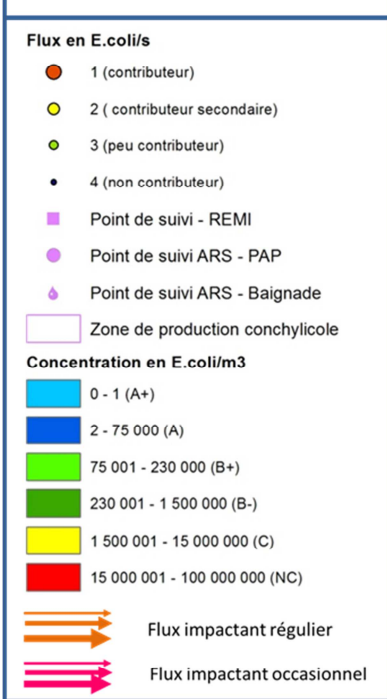 Flux en E.coli/s
1 (contributeur)
2 ( contributeur secondaire)
3 (peu contributeur)
4 (non contributeur)
Point de suivi - REMI
Point de suivi ARS - PAP
Point de suivi ARS - Baignade
Zone de production conchylicole
Concentration en E.coli/m3
0 - 1 (A+)
2 - 75 000 (A)
75 001 - 230 000 (B+)
230 001 - 1 500 000 (B-)
1 500 001 - 15 000 000 (C)
15 000 001 - 100 000 000 (NC)
Flux impactant régulier
Flux impactant occasionnel